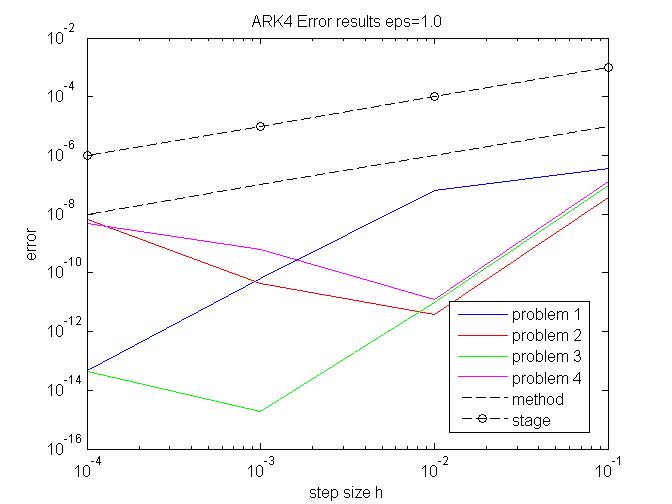 ARK4 Error results eps=1.0
10^-2
10^-4
10^-6
10^-8
10^-10
10^-12
10^-14
10^-16
error
problem 1
problem 2
problem 3
problem 4
method
stage
10^-4 10^-3 10^-2 10^-1
step size h